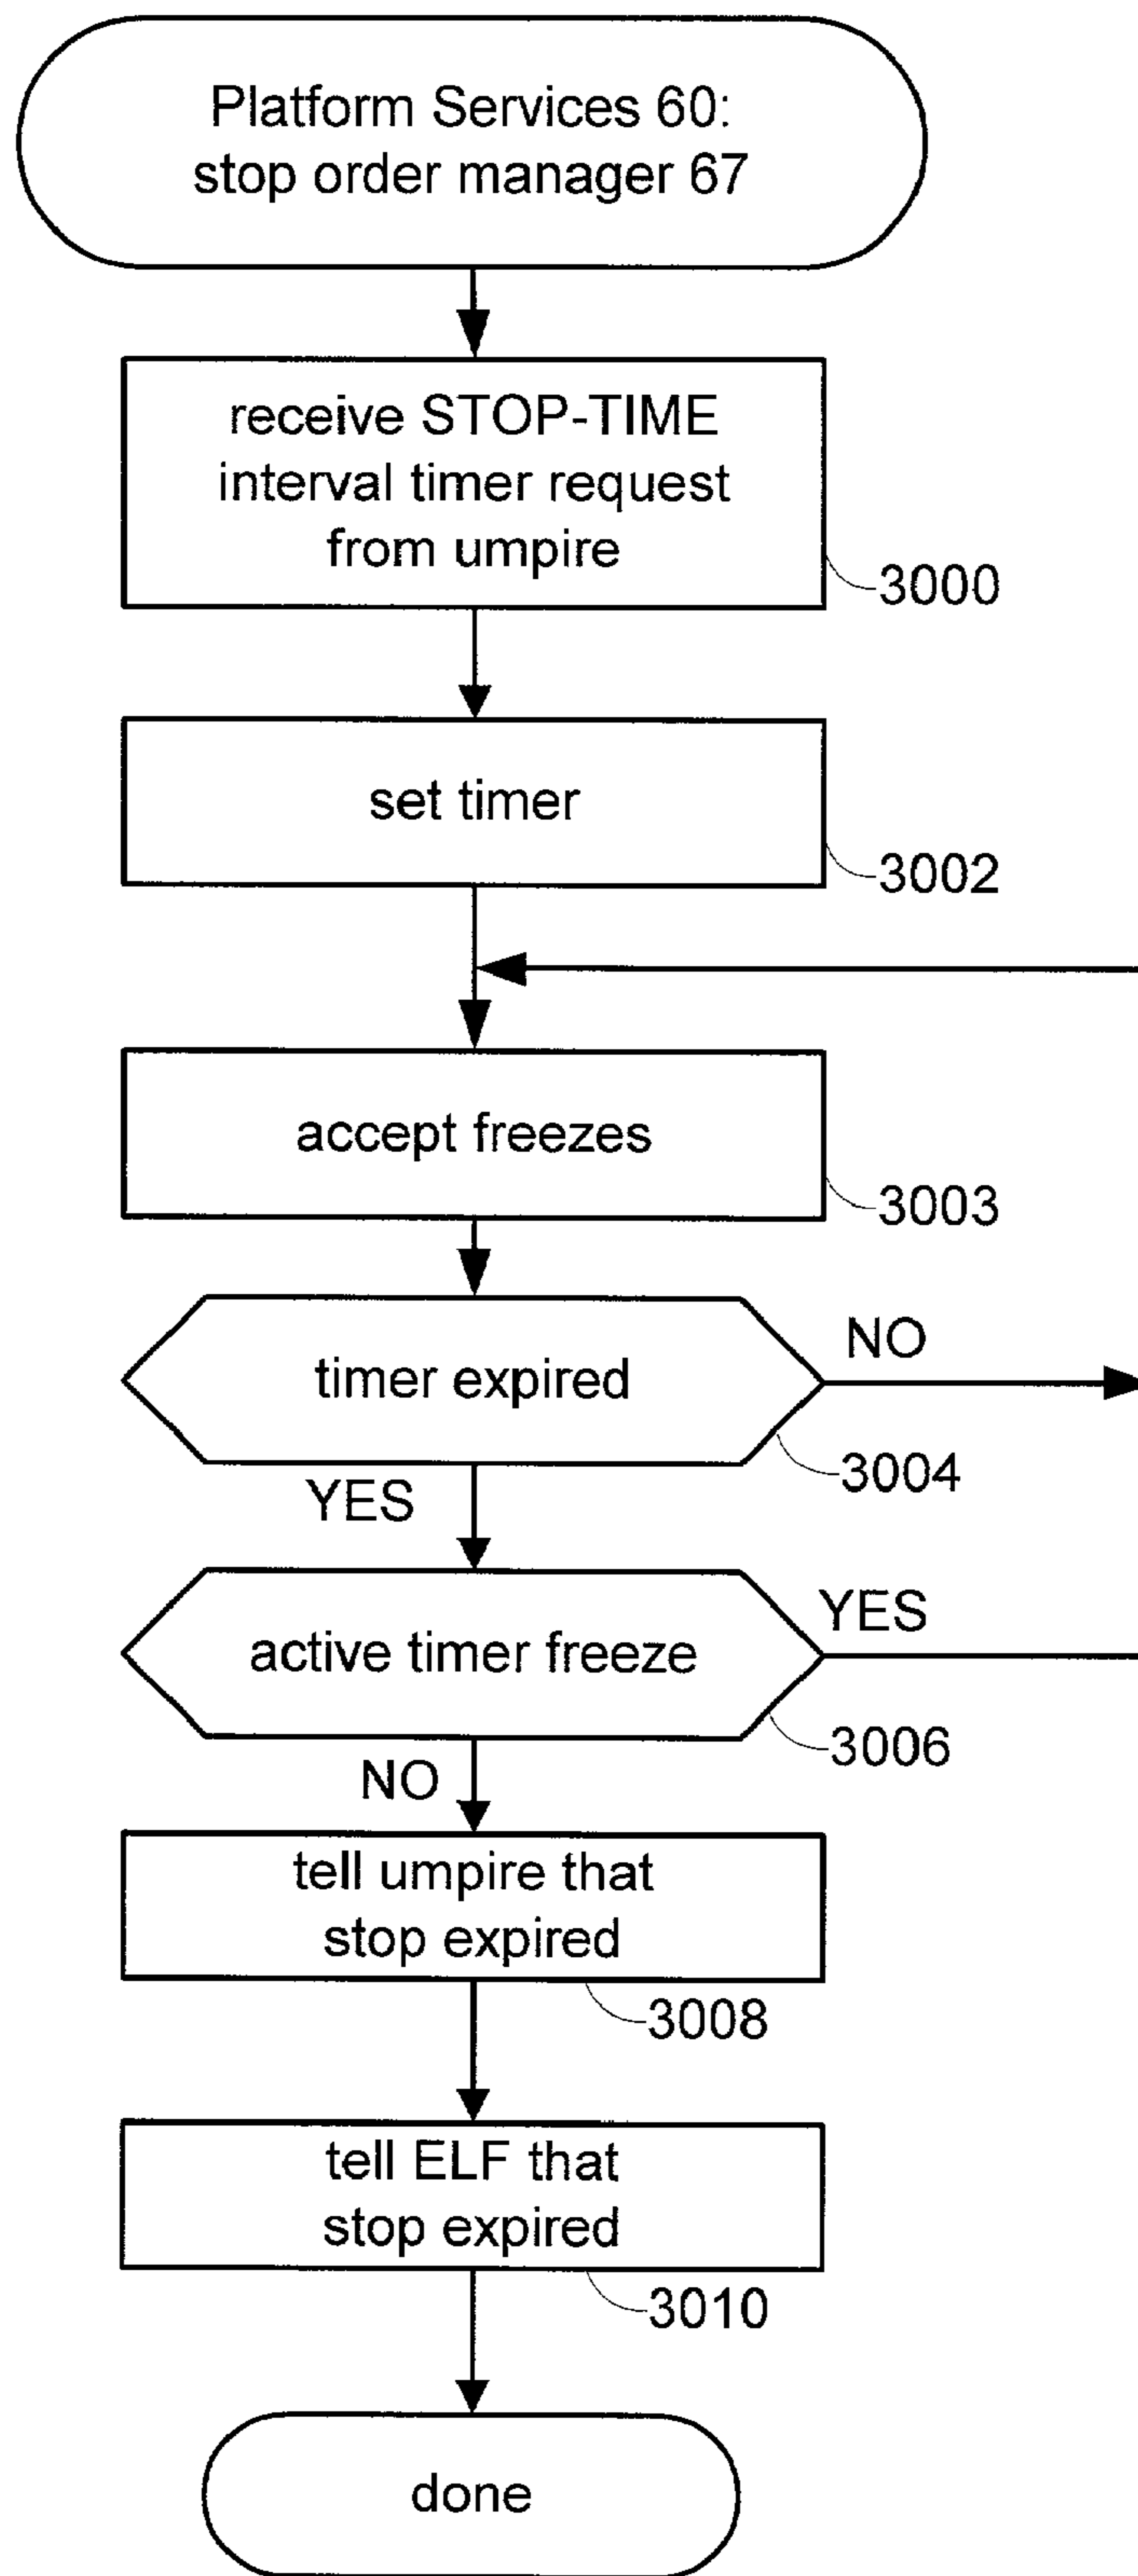 Platform Services 60:
stop order manager 67
receive STOP-TIME
interval timer request
from umpire
3000
set timer
3002
accept freezes
3003
timer expired
NO
3004
YES
active timer freeze
YES
3006
NO
tell umpire that
stop expired
3008
tell ELF that
stop expired
3010
done